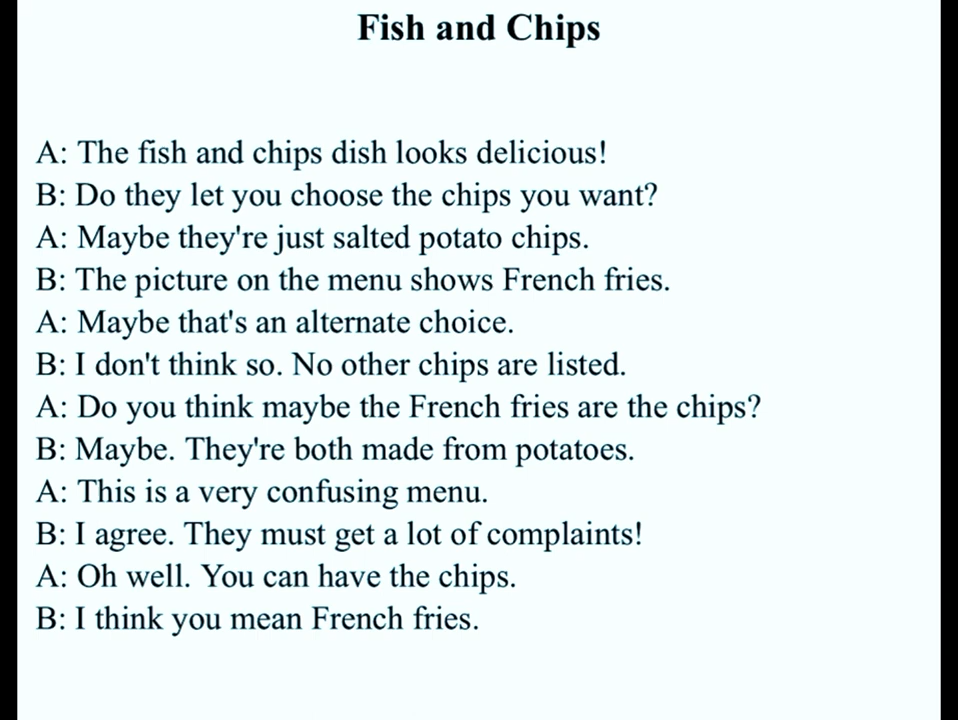 Fish and Chips
A: The fish and chips dish looks delicious!
B: Do they let you choose the chips you want?
A: Maybe they're just salted potato chips.
B: The picture on the menu shows French fries.
A: Maybe that's an alternate choice.
B: I don't think so. No other chips are listed.
A: Do you think maybe the French fries are the chips?
B: Maybe. They're both made from potatoes.
A: This is a very confusing menu.
B: I agree. They must get a lot of complaints!
A: Oh well. You can have the chips.
B: I think you mean French fries.